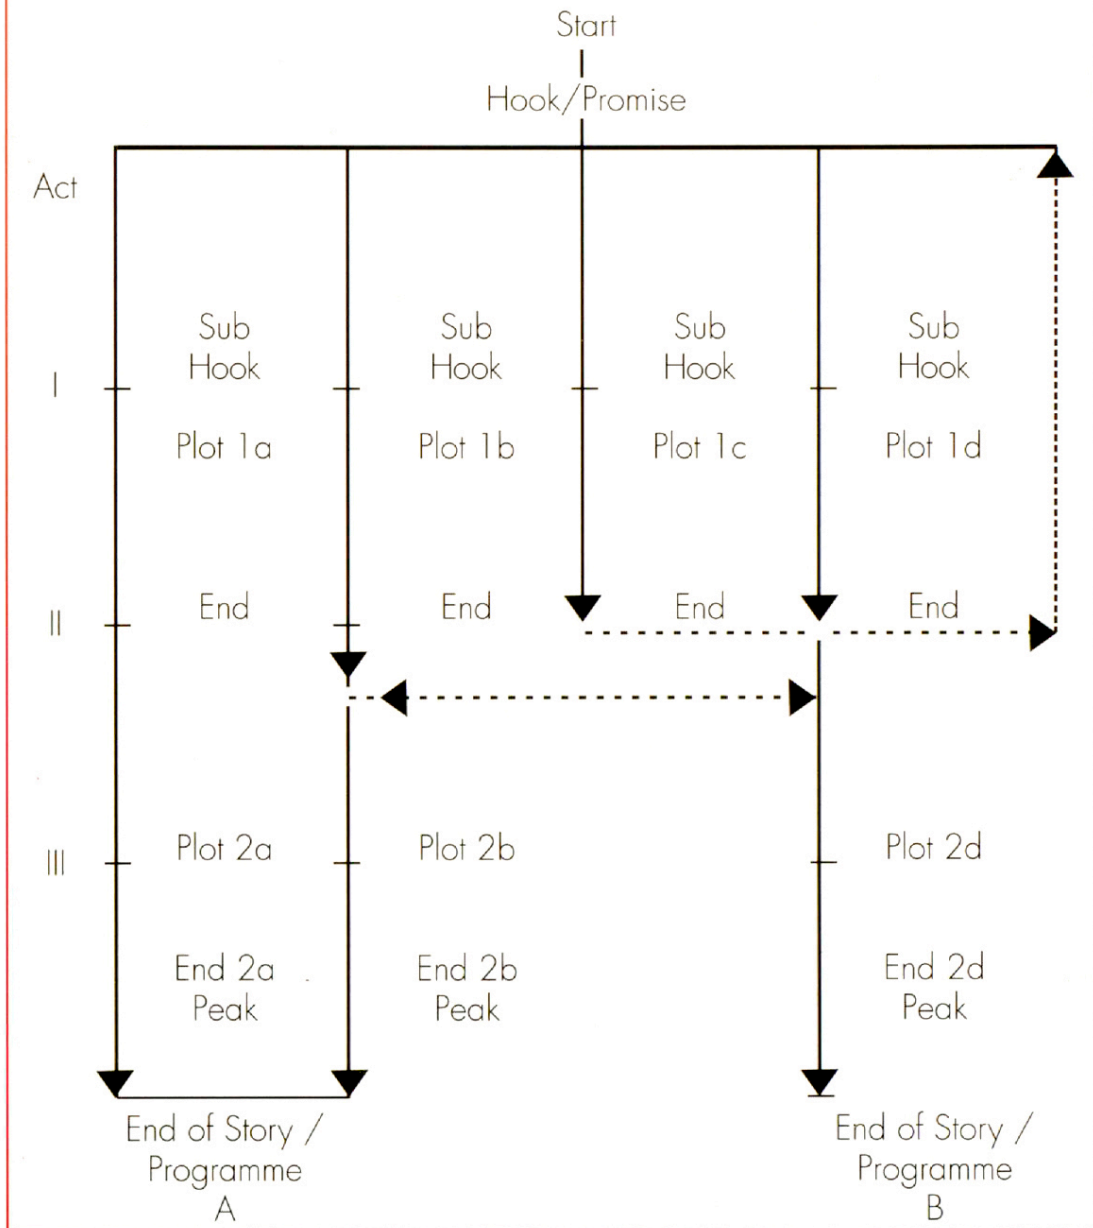 Start
Hook/Promise
Act
Sub Sub Sub Sub
Hook Hook Hook Hook
I
Plot 1a Plot 1b Plot 1c Plot 1d
II End End End End
III Plot 2a Plot 2b Plot 2d
End 2a End 2b End 2d
Peak Peak Peak
End of Story / End of Story /
Programme Programme
A B